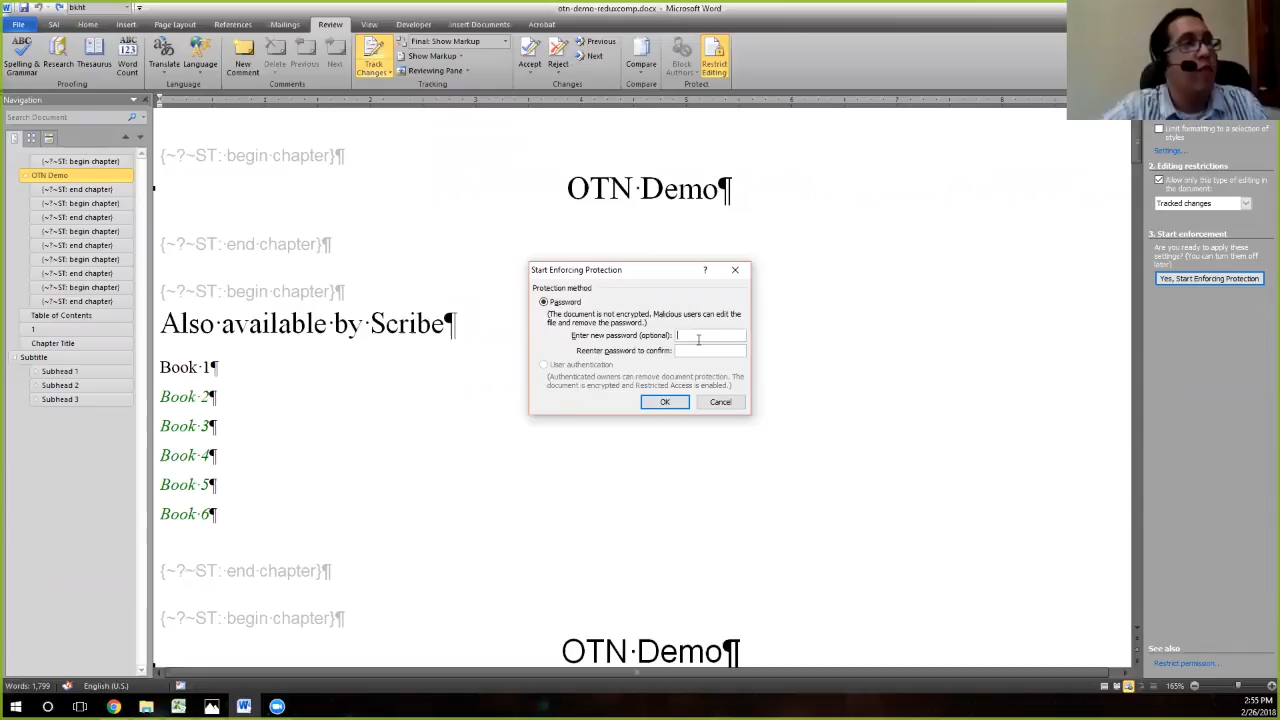 bkht
otn-demo-reduxcomp.docx - Microsoft Word
File SAI Home Insert Page layout References Mailings Review View Developer Insert Documents Acrobat
Spelling & Grammar Research Thesaurus Word Count Translate Language New Comment Delete Previous Next Track Changes Final: Show Markup Show Markup Reviewing Pane Accept Reject Previous Next Compare Block Authors Restrict Editing
Proofing Language Comments Tracking Changes Compare Protect
Navigation
Search Document
{~?~ST: begin chapter}
OTN Demo
{~?~ST: end chapter}
{~?~ST: begin chapter}
{~?~ST: end chapter}
{~?~ST: begin chapter}
{~?~ST: end chapter}
{~?~ST: begin chapter}
{~?~ST: end chapter}
{~?~ST: begin chapter}
{~?~ST: end chapter}
Table of Contents
1
Chapter Title
Subtitle
Subhead 1
Subhead 2
Subhead 3
{~?~ST:·begin·chapter}¶
OTN·Demo¶
{~?~ST:·end·chapter}¶
{~?~ST:·begin·chapter}¶
Also·available·by·Scribe¶
Book·1¶
Book·2¶
Book·3¶
Book·4¶
Book·5¶
Book·6¶
{~?~ST:·end·chapter}¶
{~?~ST:·begin·chapter}¶
OTN·Demo¶
Start Enforcing Protection ?
Protection method
Password
(The document is not encrypted. Malicious users can edit the
file and remove the password.)
Enter new password (optional):
Reenter password to confirm:
User authentication
(Authenticated owners can remove document protection. The
document is encrypted and Restricted Access is enabled.)
OK Cancel
Limit formatting to a selection of
styles
Settings...
2. Editing restrictions
Allow only this type of editing in
the document:
Tracked changes
3. Start enforcement
Are you ready to apply these
settings? (You can turn them off
later)
Yes, Start Enforcing Protection
See also
Restrict permission...
Words: 1,799 English (U.S.) 165%
2:55 PM
2/26/2018